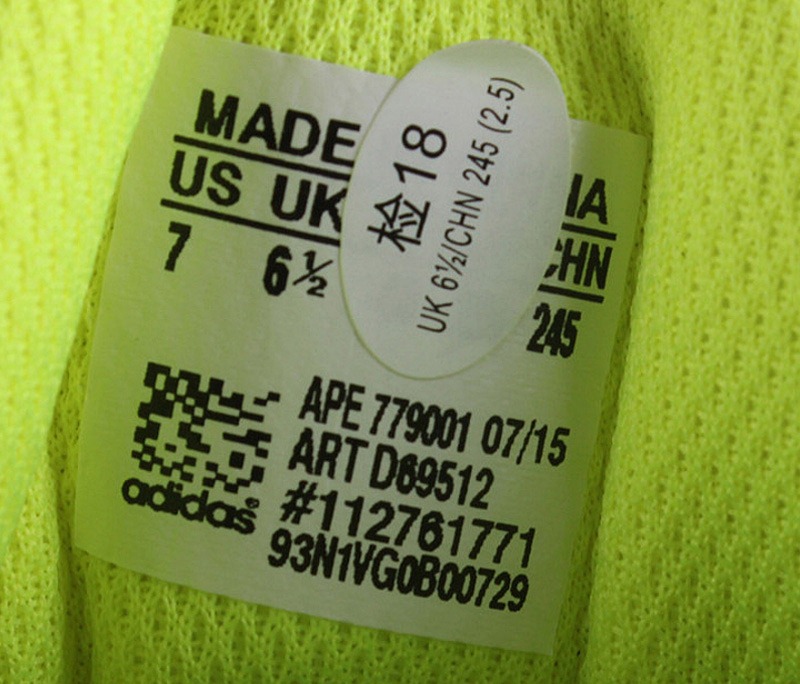 MADE IA
US UK CHN
7 6½ 245
检18
UK 6½/CHN 245 (2.5)
APE 779001 07/15
ART D69512
#112761771
93N1VG0B00729
adidas®